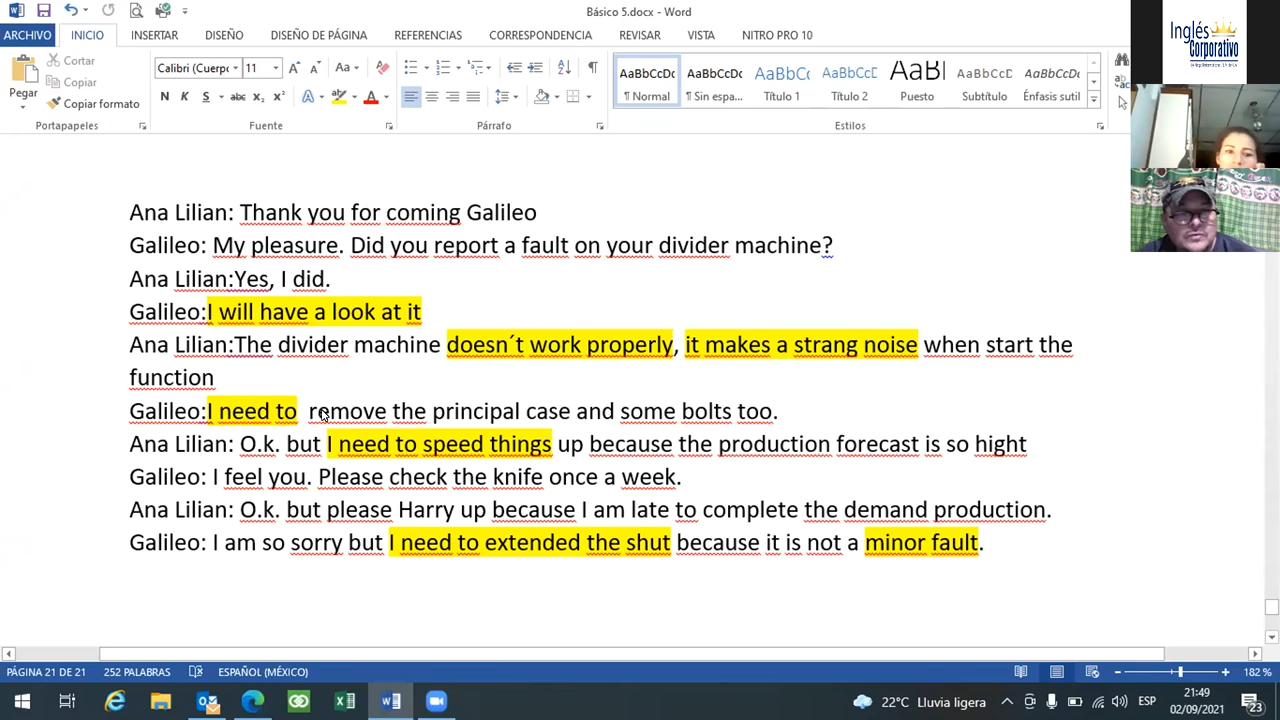 Básico 5.docx - Word
ARCHIVO INICIO INSERTAR DISEÑO DISEÑO DE PÁGINA REFERENCIAS CORRESPONDENCIA REVISAR VISTA NITRO PRO 10
Inglés
Corporativo
Pegar
Cortar
Copiar
Copiar formato
Portapapeles
Calibri (Cuerpo 11
N K S abc x₂ x²
Fuente
Párrafo
AaBbCcDc AaBbCcDc AaBbCcI AaBbCcC AaBbI AaBbCcC AaBbCcDc
¶ Normal ¶ Sin espa... Título 1 Título 2 Puesto Subtítulo Énfasis sutil
Estilos
Ana Lilian: Thank you for coming Galileo
Galileo: My pleasure. Did you report a fault on your divider machine?
Ana Lilian:Yes, I did.
Galileo:I will have a look at it
Ana Lilian:The divider machine doesn´t work properly, it makes a strang noise when start the
function
Galileo:I need to remove the principal case and some bolts too.
Ana Lilian: O.k. but I need to speed things up because the production forecast is so hight
Galileo: I feel you. Please check the knife once a week.
Ana Lilian: O.k. but please Harry up because I am late to complete the demand production.
Galileo: I am so sorry but I need to extended the shut because it is not a minor fault.
PÁGINA 21 DE 21 252 PALABRAS ESPAÑOL (MÉXICO) 182 %
22°C Lluvia ligera ESP 21:49
02/09/2021 23